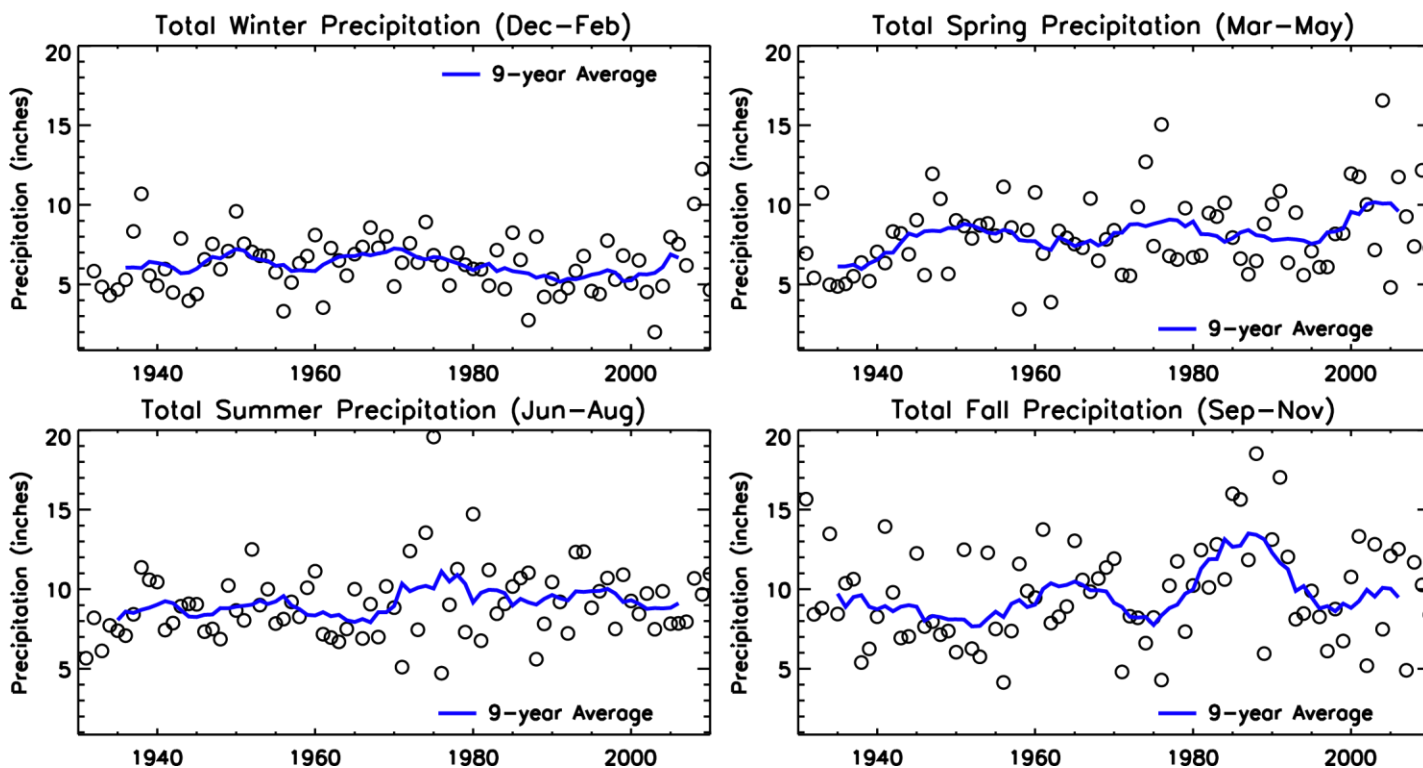 Total Winter Precipitation (Dec–Feb)
20
15
10
5
Precipitation (inches)
9–year Average
1940 1960 1980 2000
Total Spring Precipitation (Mar–May)
20
15
10
5
Precipitation (inches)
9–year Average
1940 1960 1980 2000
Total Summer Precipitation (Jun–Aug)
20
15
10
5
Precipitation (inches)
9–year Average
1940 1960 1980 2000
Total Fall Precipitation (Sep–Nov)
20
15
10
5
Precipitation (inches)
9–year Average
1940 1960 1980 2000